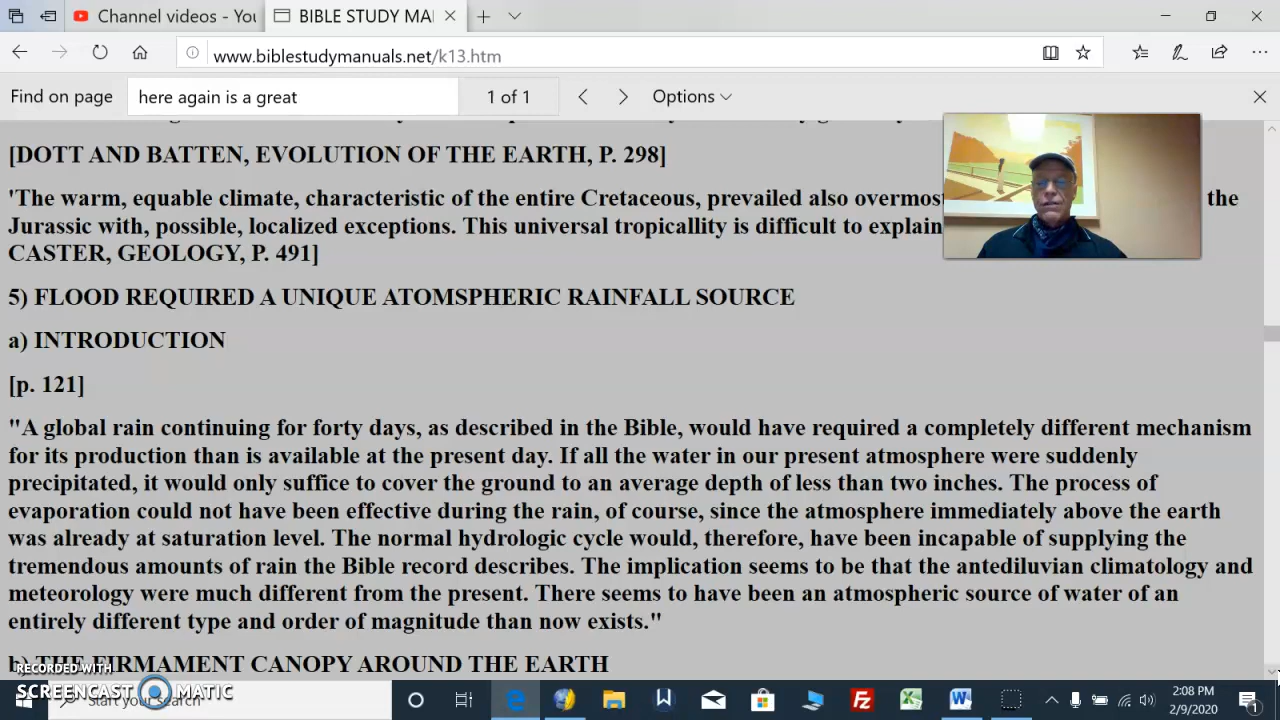 Channel videos - You
BIBLE STUDY MA
www.biblestudymanuals.net/k13.htm
Find on page
here again is a great
1 of 1
Options
[DOTT AND BATTEN, EVOLUTION OF THE EARTH, P. 298]
'The warm, equable climate, characteristic of the entire Cretaceous, prevailed also overmost the
Jurassic with, possible, localized exceptions. This universal tropicallity is difficult to explain
CASTER, GEOLOGY, P. 491]
5) FLOOD REQUIRED A UNIQUE ATOMSPHERIC RAINFALL SOURCE
a) INTRODUCTION
[p. 121]
"A global rain continuing for forty days, as described in the Bible, would have required a completely different mechanism
for its production than is available at the present day. If all the water in our present atmosphere were suddenly
precipitated, it would only suffice to cover the ground to an average depth of less than two inches. The process of
evaporation could not have been effective during the rain, of course, since the atmosphere immediately above the earth
was already at saturation level. The normal hydrologic cycle would, therefore, have been incapable of supplying the
tremendous amounts of rain the Bible record describes. The implication seems to be that the antediluvian climatology and
meteorology were much different from the present. There seems to have been an atmospheric source of water of an
entirely different type and order of magnitude than now exists."
b) THE FIRMAMENT CANOPY AROUND THE EARTH
RECORDED WITH
SCREENCAST MATIC
Start your search
2:08 PM
2/9/2020
1